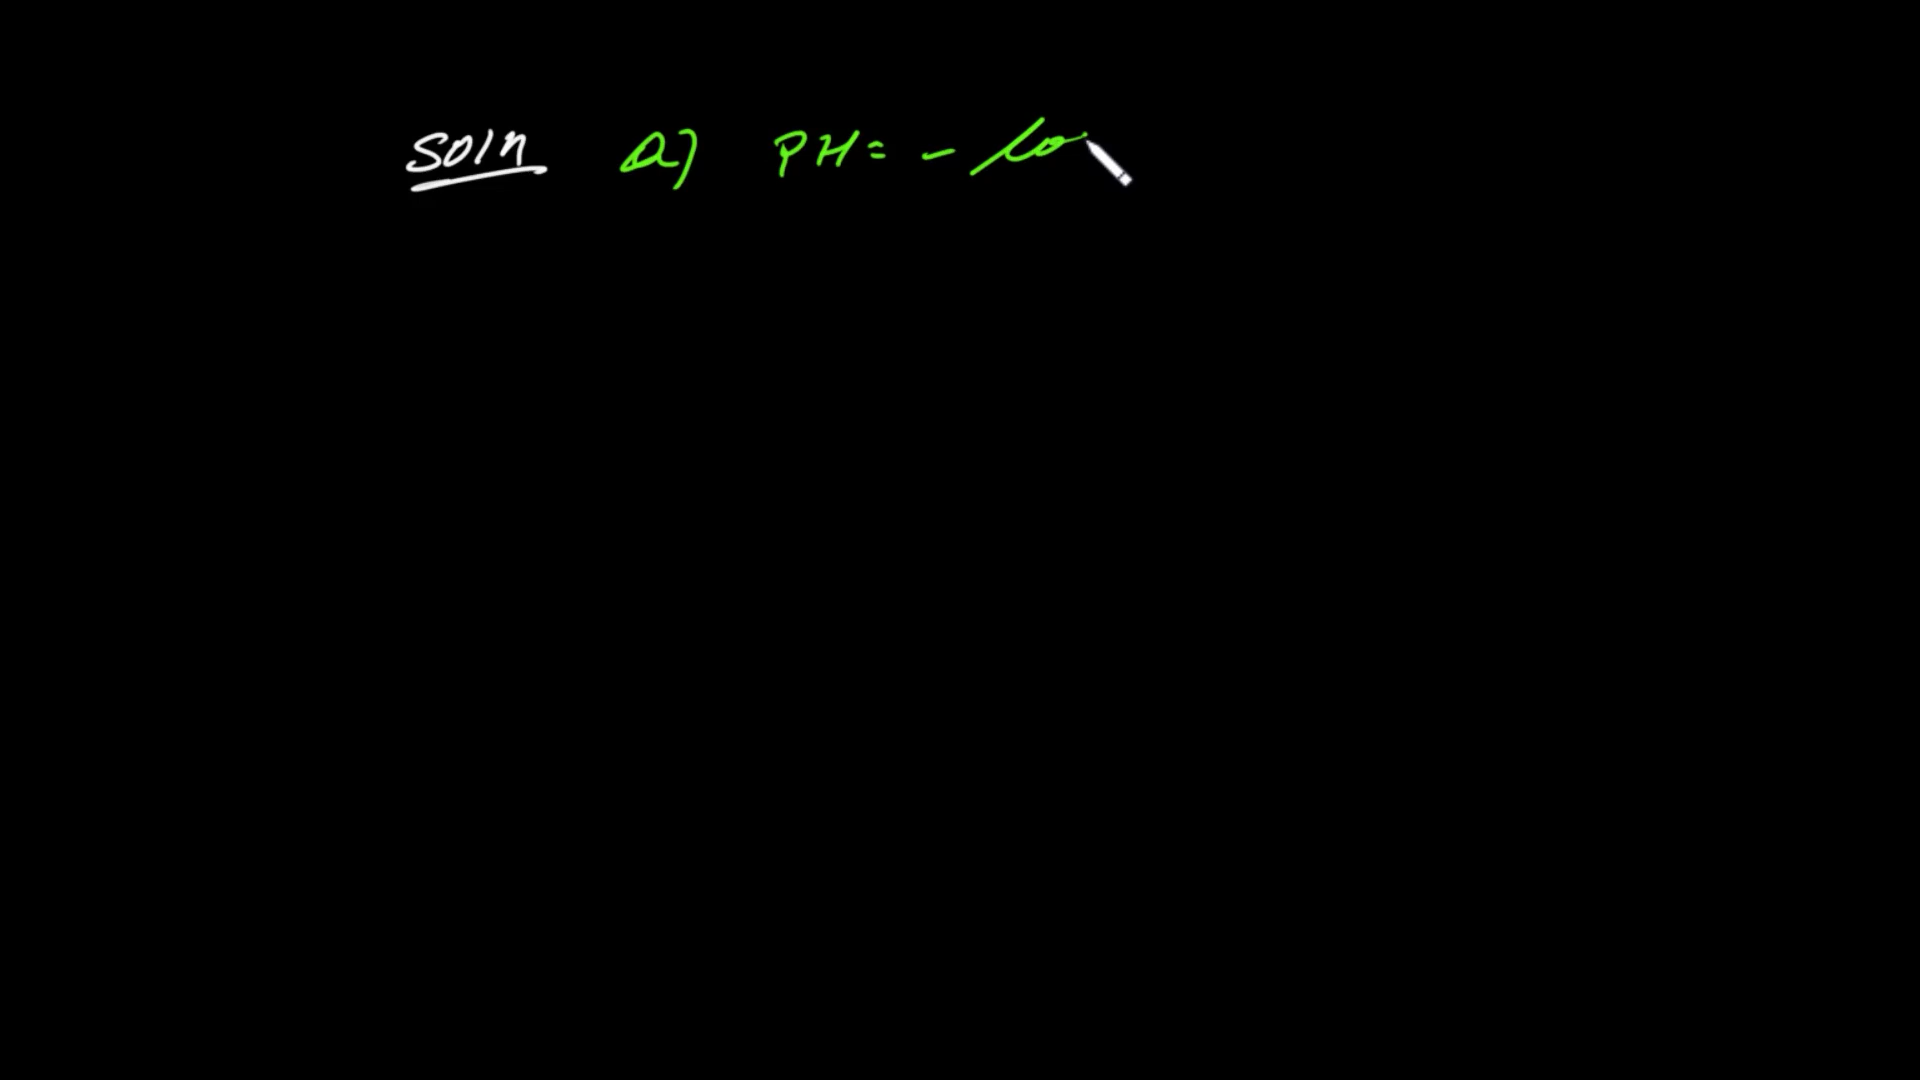 Soln a) PH = - lo